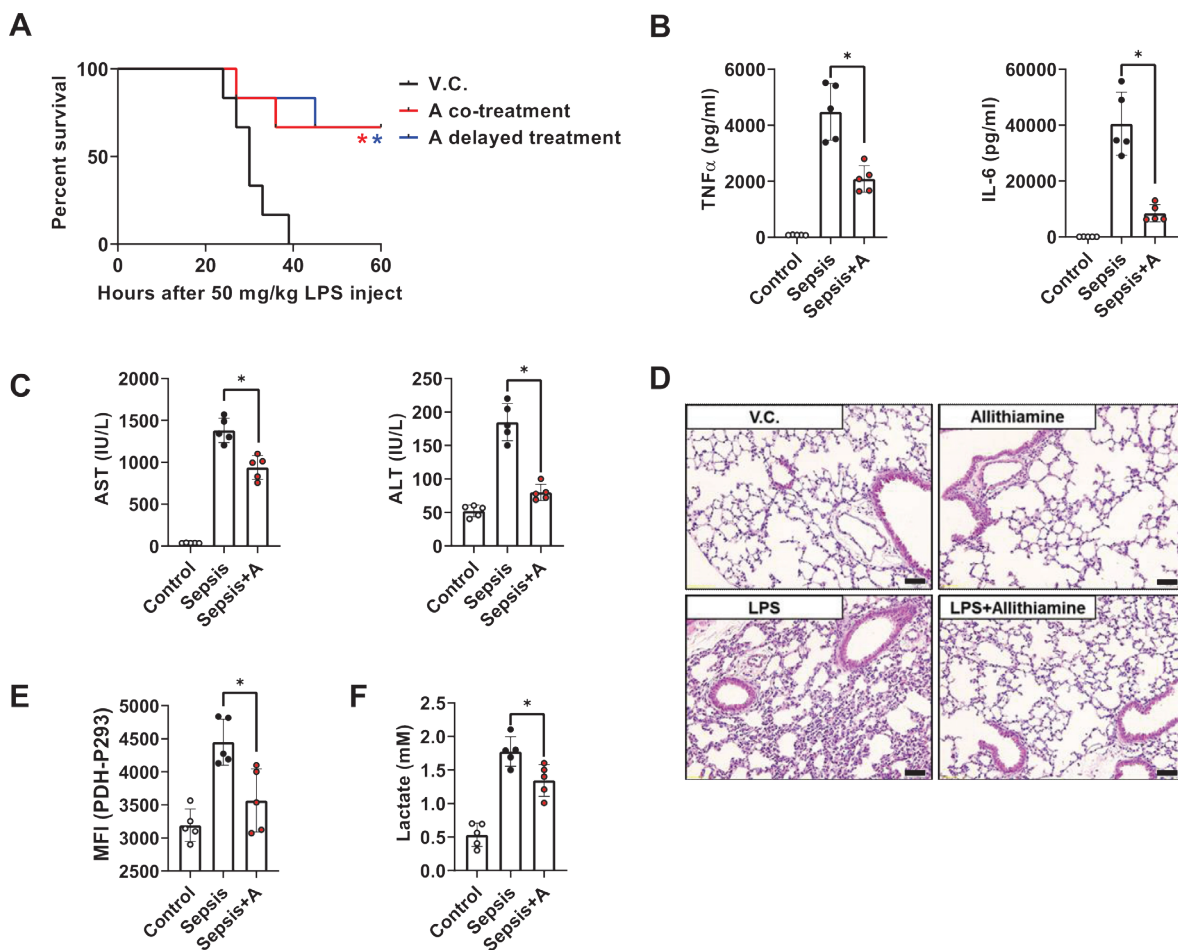 A
Percent survival
100
50
0
0 20 40 60
Hours after 50 mg/kg LPS inject
V.C.
A co-treatment
A delayed treatment
* *
B
TNFα (pg/ml)
6000
4000
2000
0
*
Control
Sepsis
Sepsis+A
IL-6 (pg/ml)
60000
40000
20000
0
*
Control
Sepsis
Sepsis+A
C
AST (IU/L)
2000
1500
1000
500
0
*
Control
Sepsis
Sepsis+A
ALT (IU/L)
250
200
150
100
50
0
*
Control
Sepsis
Sepsis+A
D
V.C.
Allithiamine
LPS
LPS+Allithiamine
E
MFI (PDH-P293)
5000
4500
4000
3500
3000
2500
*
Control
Sepsis
Sepsis+A
F
Lactate (mM)
2.5
2.0
1.5
1.0
0.5
0.0
*
Control
Sepsis
Sepsis+A